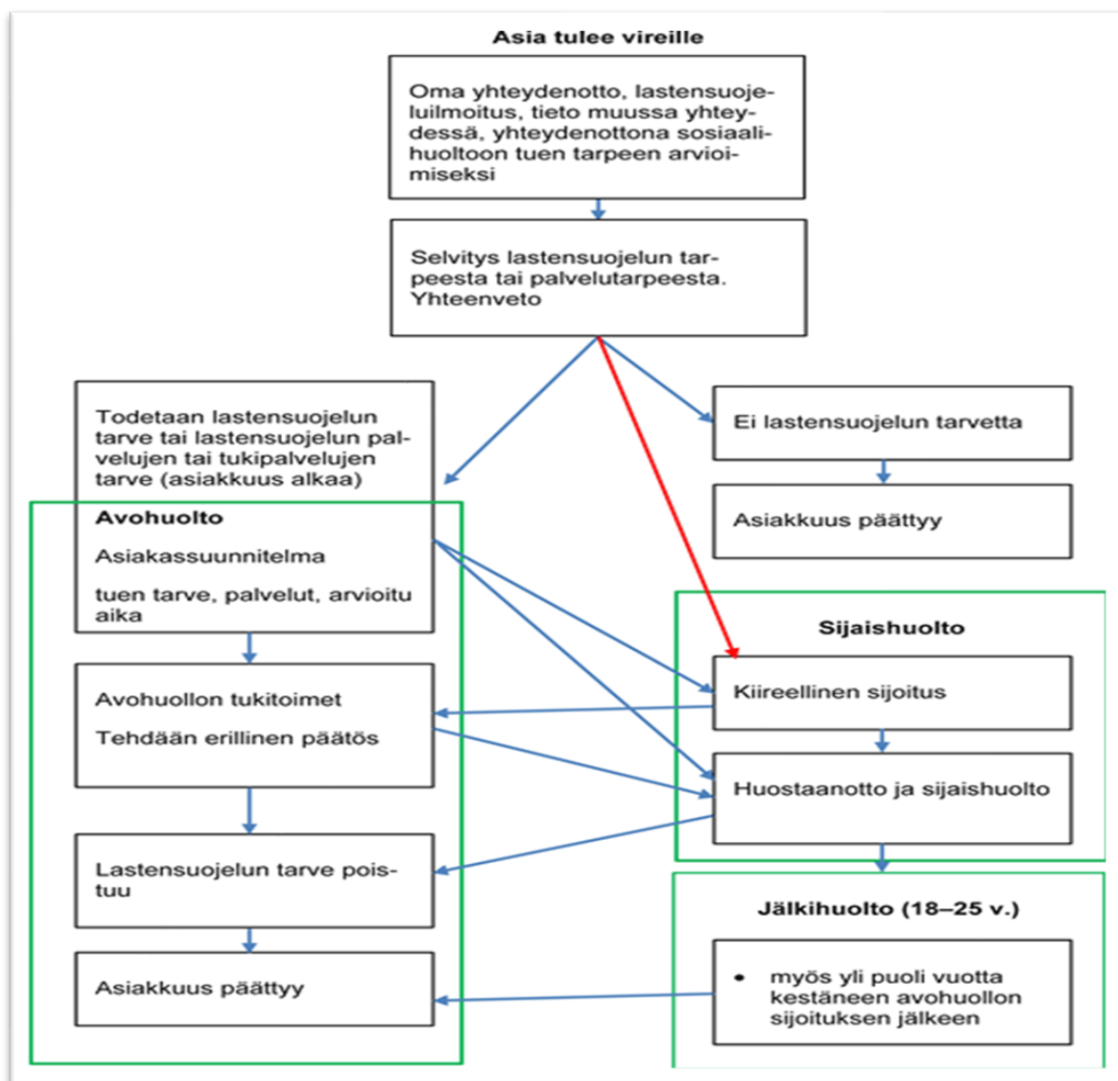 Asia tulee vireille
Oma yhteydenotto, lastensuoje-
luilmoitus, tieto muussa yhtey-
dessä, yhteydenottona sosiaali-
huoltoon tuen tarpeen arvioi-
miseksi
Selvitys lastensuojelun tar-
peesta tai palvelutarpeesta.
Yhteenveto
Todetaan lastensuojelun
tarve tai lastensuojelun pal-
velujen tai tukipalvelujen
tarve (asiakkuus alkaa)
Avohuolto
Asiakassuunnitelma
tuen tarve, palvelut, arvioitu
aika
Avohuollon tukitoimet
Tehdään erillinen päätös
Lastensuojelun tarve pois-
tuu
Asiakkuus päättyy
Ei lastensuojelun tarvetta
Asiakkuus päättyy
Sijaishuolto
Kiireellinen sijoitus
Huostaanotto ja sijaishuolto
Jälkihuolto (18–25 v.)
• myös yli puoli vuotta
kestäneen avohuollon
sijoituksen jälkeen